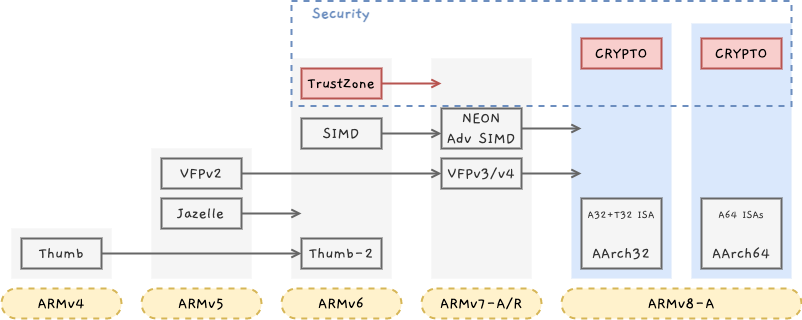 Security
CRYPTO CRYPTO
TrustZone
SIMD
NEON
Adv SIMD
VFPv2
VFPv3/v4
Jazelle
A32+T32 ISA
A64 ISAs
Thumb
Thumb-2
AArch32
AArch64
ARMv4 ARMv5 ARMv6 ARMv7-A/R ARMv8-A